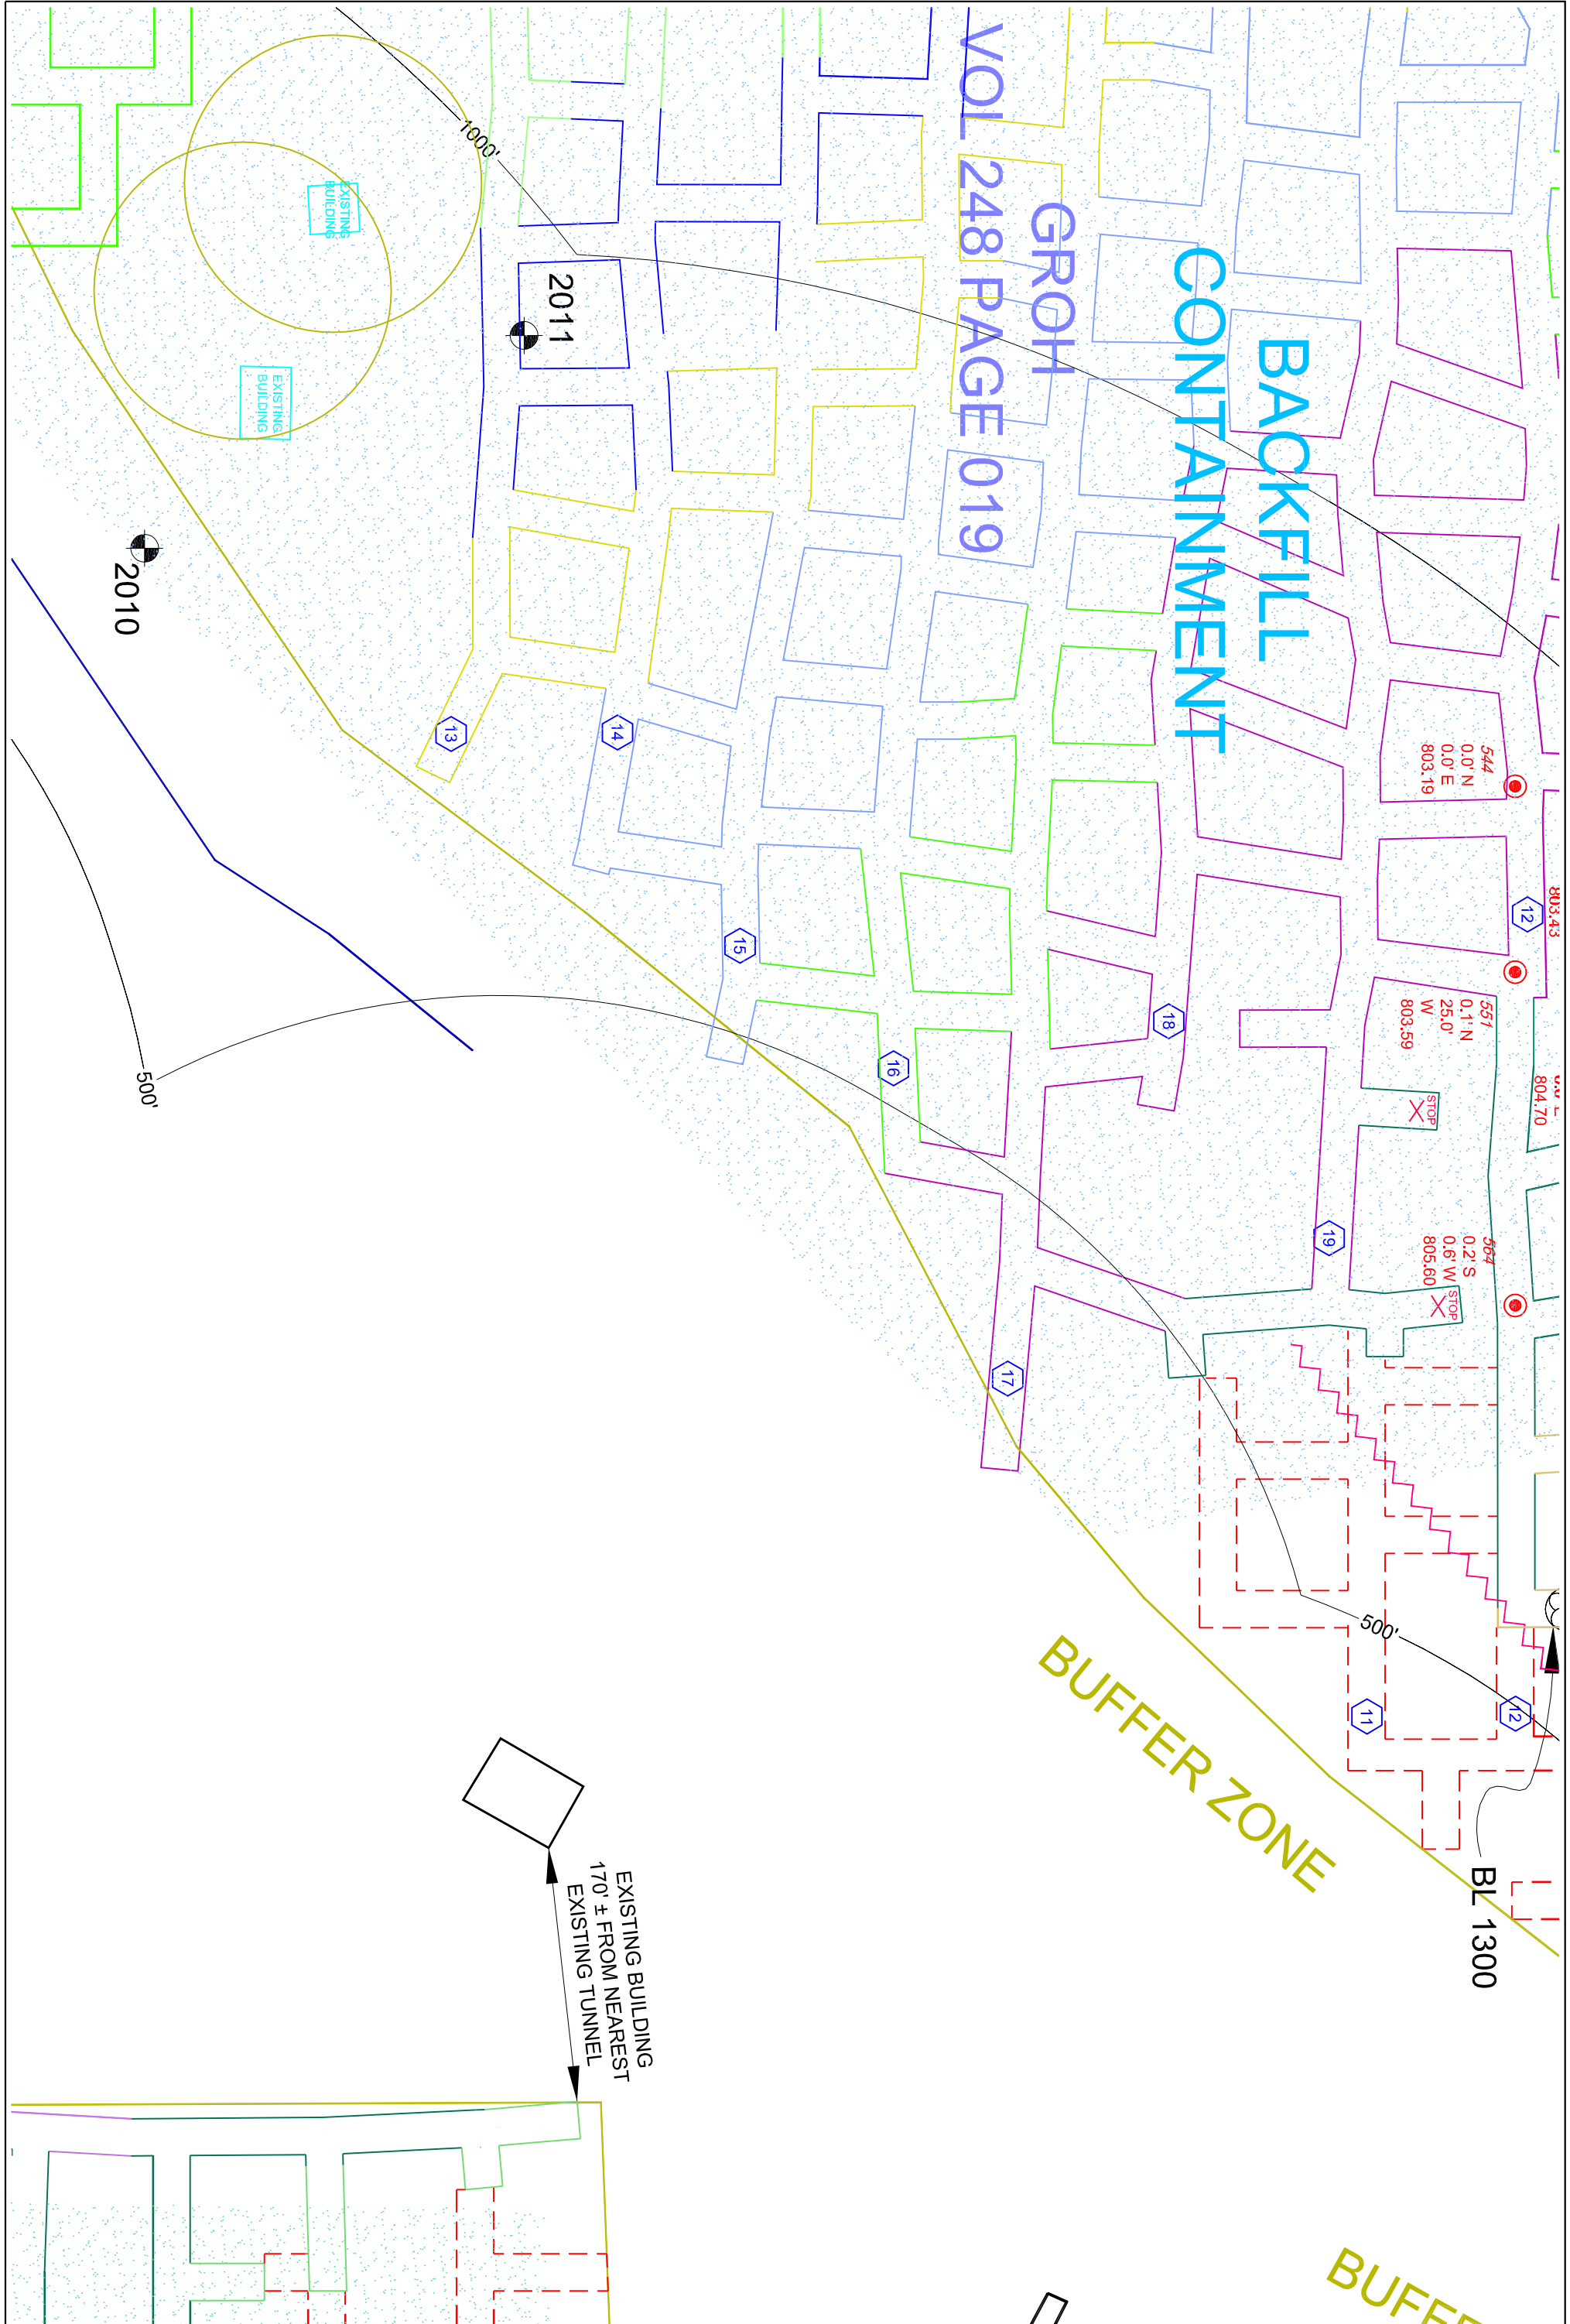 1000'
EXISTING
BUILDING
EXISTING
BUILDING
2011
2010
VOL 248 PAGE 019
GROH
BACKFILL
CONTAINMENT
544
0.0' N
0.0' E
803.19
803.43
12
551
0.1' N
25.0'
W
803.59
804.70
STOP
564
0.2' S
0.6' W
805.60
STOP
13
14
15
16
17
18
19
500'
500'
11
12
BL 1300
BUFFER ZONE
EXISTING BUILDING
170' ± FROM NEAREST
EXISTING TUNNEL